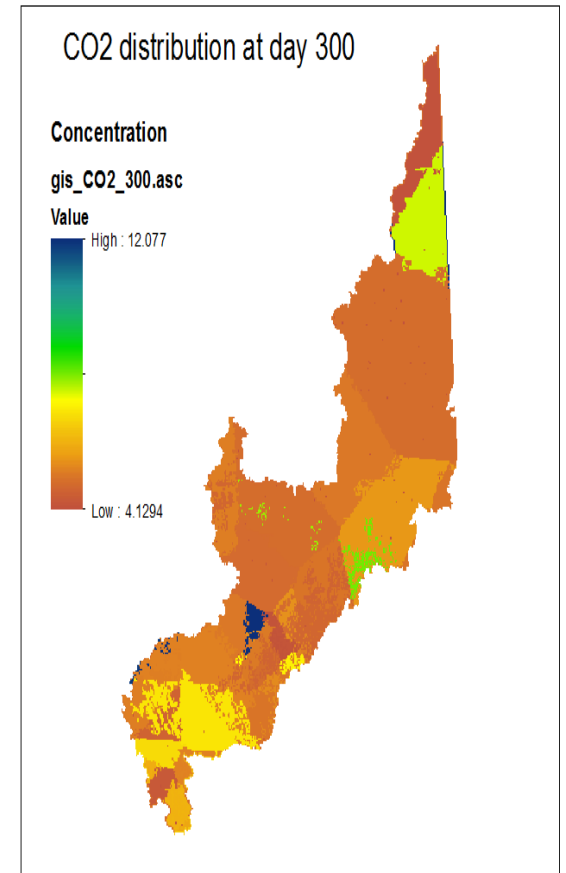 CO2 distribution at day 300
Concentration
gis_CO2_300.asc
Value
High : 12.077
Low : 4.1294